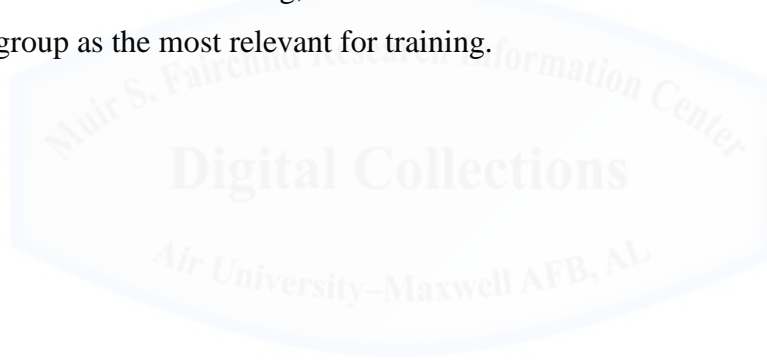 group as the most relevant for training.
Muir S. Fairchild Research Information Center
Digital Collections
Air University–Maxwell AFB, AL